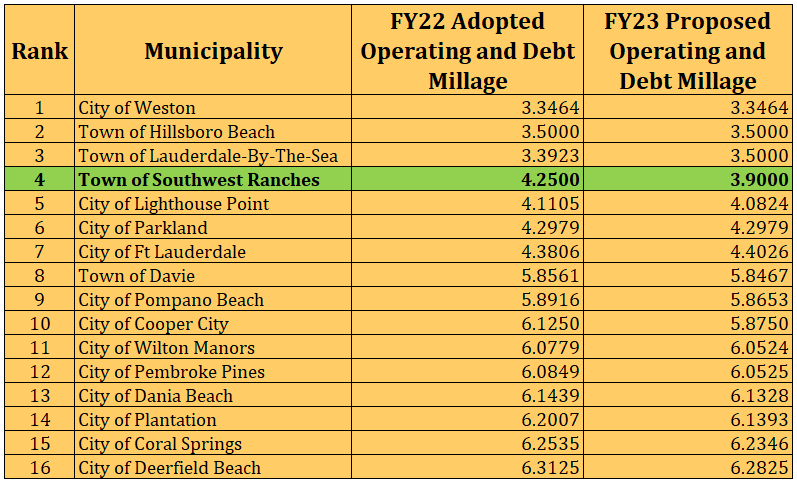 Rank Municipality FY22 Adopted Operating and Debt Millage FY23 Proposed Operating and Debt Millage
1 City of Weston 3.3464 3.3464
2 Town of Hillsboro Beach 3.5000 3.5000
3 Town of Lauderdale-By-The-Sea 3.3923 3.5000
4 Town of Southwest Ranches 4.2500 3.9000
5 City of Lighthouse Point 4.1105 4.0824
6 City of Parkland 4.2979 4.2979
7 City of Ft Lauderdale 4.3806 4.4026
8 Town of Davie 5.8561 5.8467
9 City of Pompano Beach 5.8916 5.8653
10 City of Cooper City 6.1250 5.8750
11 City of Wilton Manors 6.0779 6.0524
12 City of Pembroke Pines 6.0849 6.0525
13 City of Dania Beach 6.1439 6.1328
14 City of Plantation 6.2007 6.1393
15 City of Coral Springs 6.2535 6.2346
16 City of Deerfield Beach 6.3125 6.2825